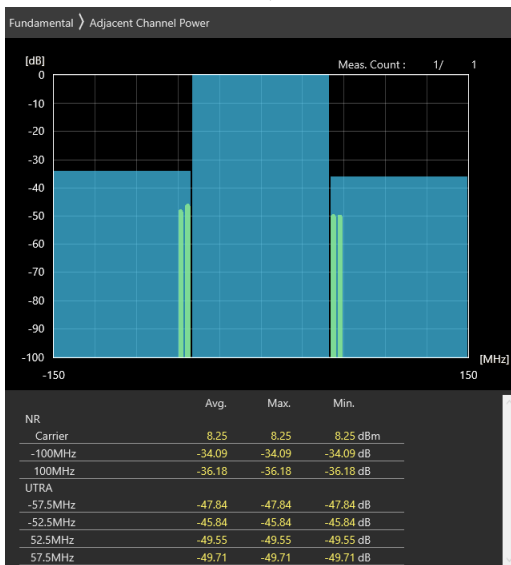 Fundamental 〉 Adjacent Channel Power
[dB]
Meas. Count : 1/ 1
0
-10
-20
-30
-40
-50
-60
-70
-80
-90
-100
[MHz]
-150 150
Avg. Max. Min.
NR
Carrier 8.25 8.25 8.25 dBm
-100MHz -34.09 -34.09 -34.09 dB
100MHz -36.18 -36.18 -36.18 dB
UTRA
-57.5MHz -47.84 -47.84 -47.84 dB
-52.5MHz -45.84 -45.84 -45.84 dB
52.5MHz -49.55 -49.55 -49.55 dB
57.5MHz -49.71 -49.71 -49.71 dB